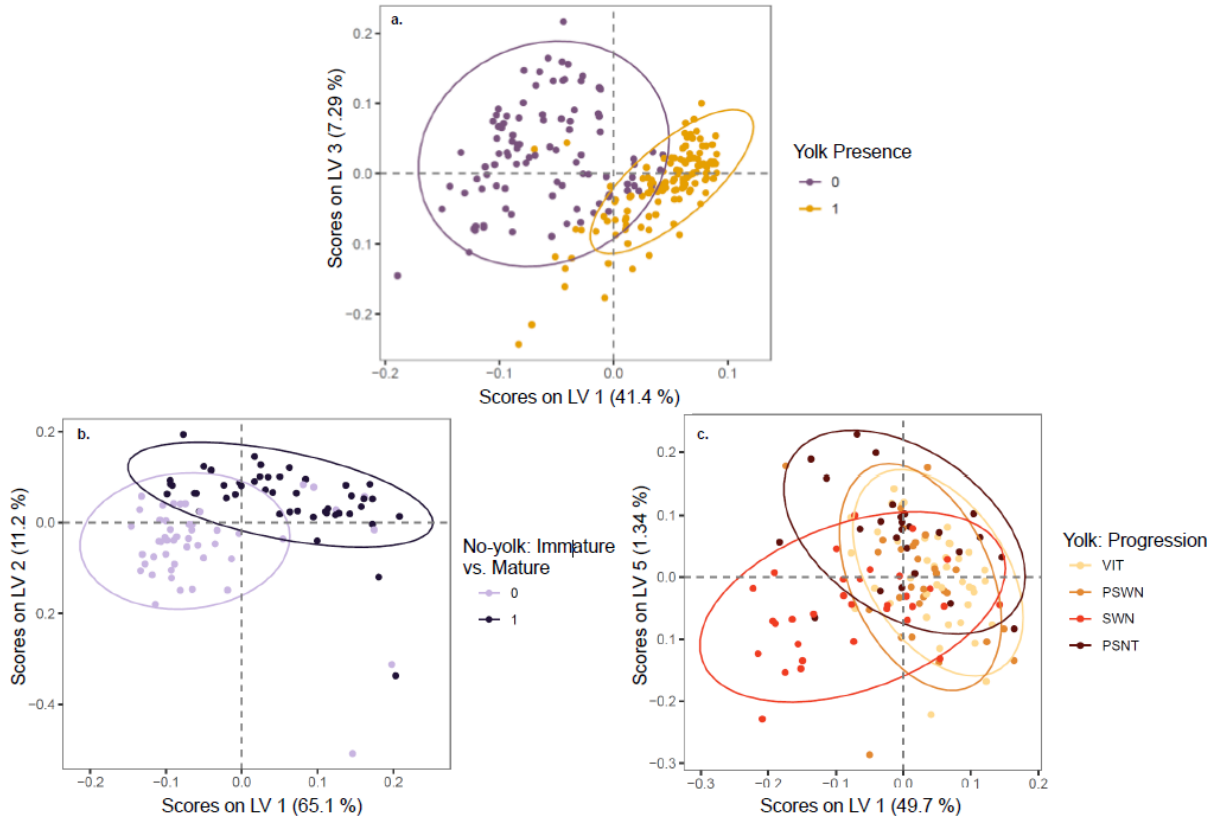 a.
Scores on LV 3 (7.29 %)
0.2
0.1
0.0
0.1
−0.2
−0.2 −0.1 0.0 0.1
Scores on LV 1 (41.4 %)
Yolk Presence
0
1
b.
Scores on LV 2 (11.2 %)
0.2
0.0
0.2
−0.4
−0.2 −0.1 0.0 0.1 0.2
Scores on LV 1 (65.1 %)
No-yolk: Immature
vs. Mature
0
1
c.
Scores on LV 5 (1.34 %)
0.2
0.1
0.0
0.1
−0.2
−0.3
−0.3 −0.2 −0.1 0.0 0.1 0.2
Scores on LV 1 (49.7 %)
Yolk: Progression
VIT
PSWN
SWN
PSNT